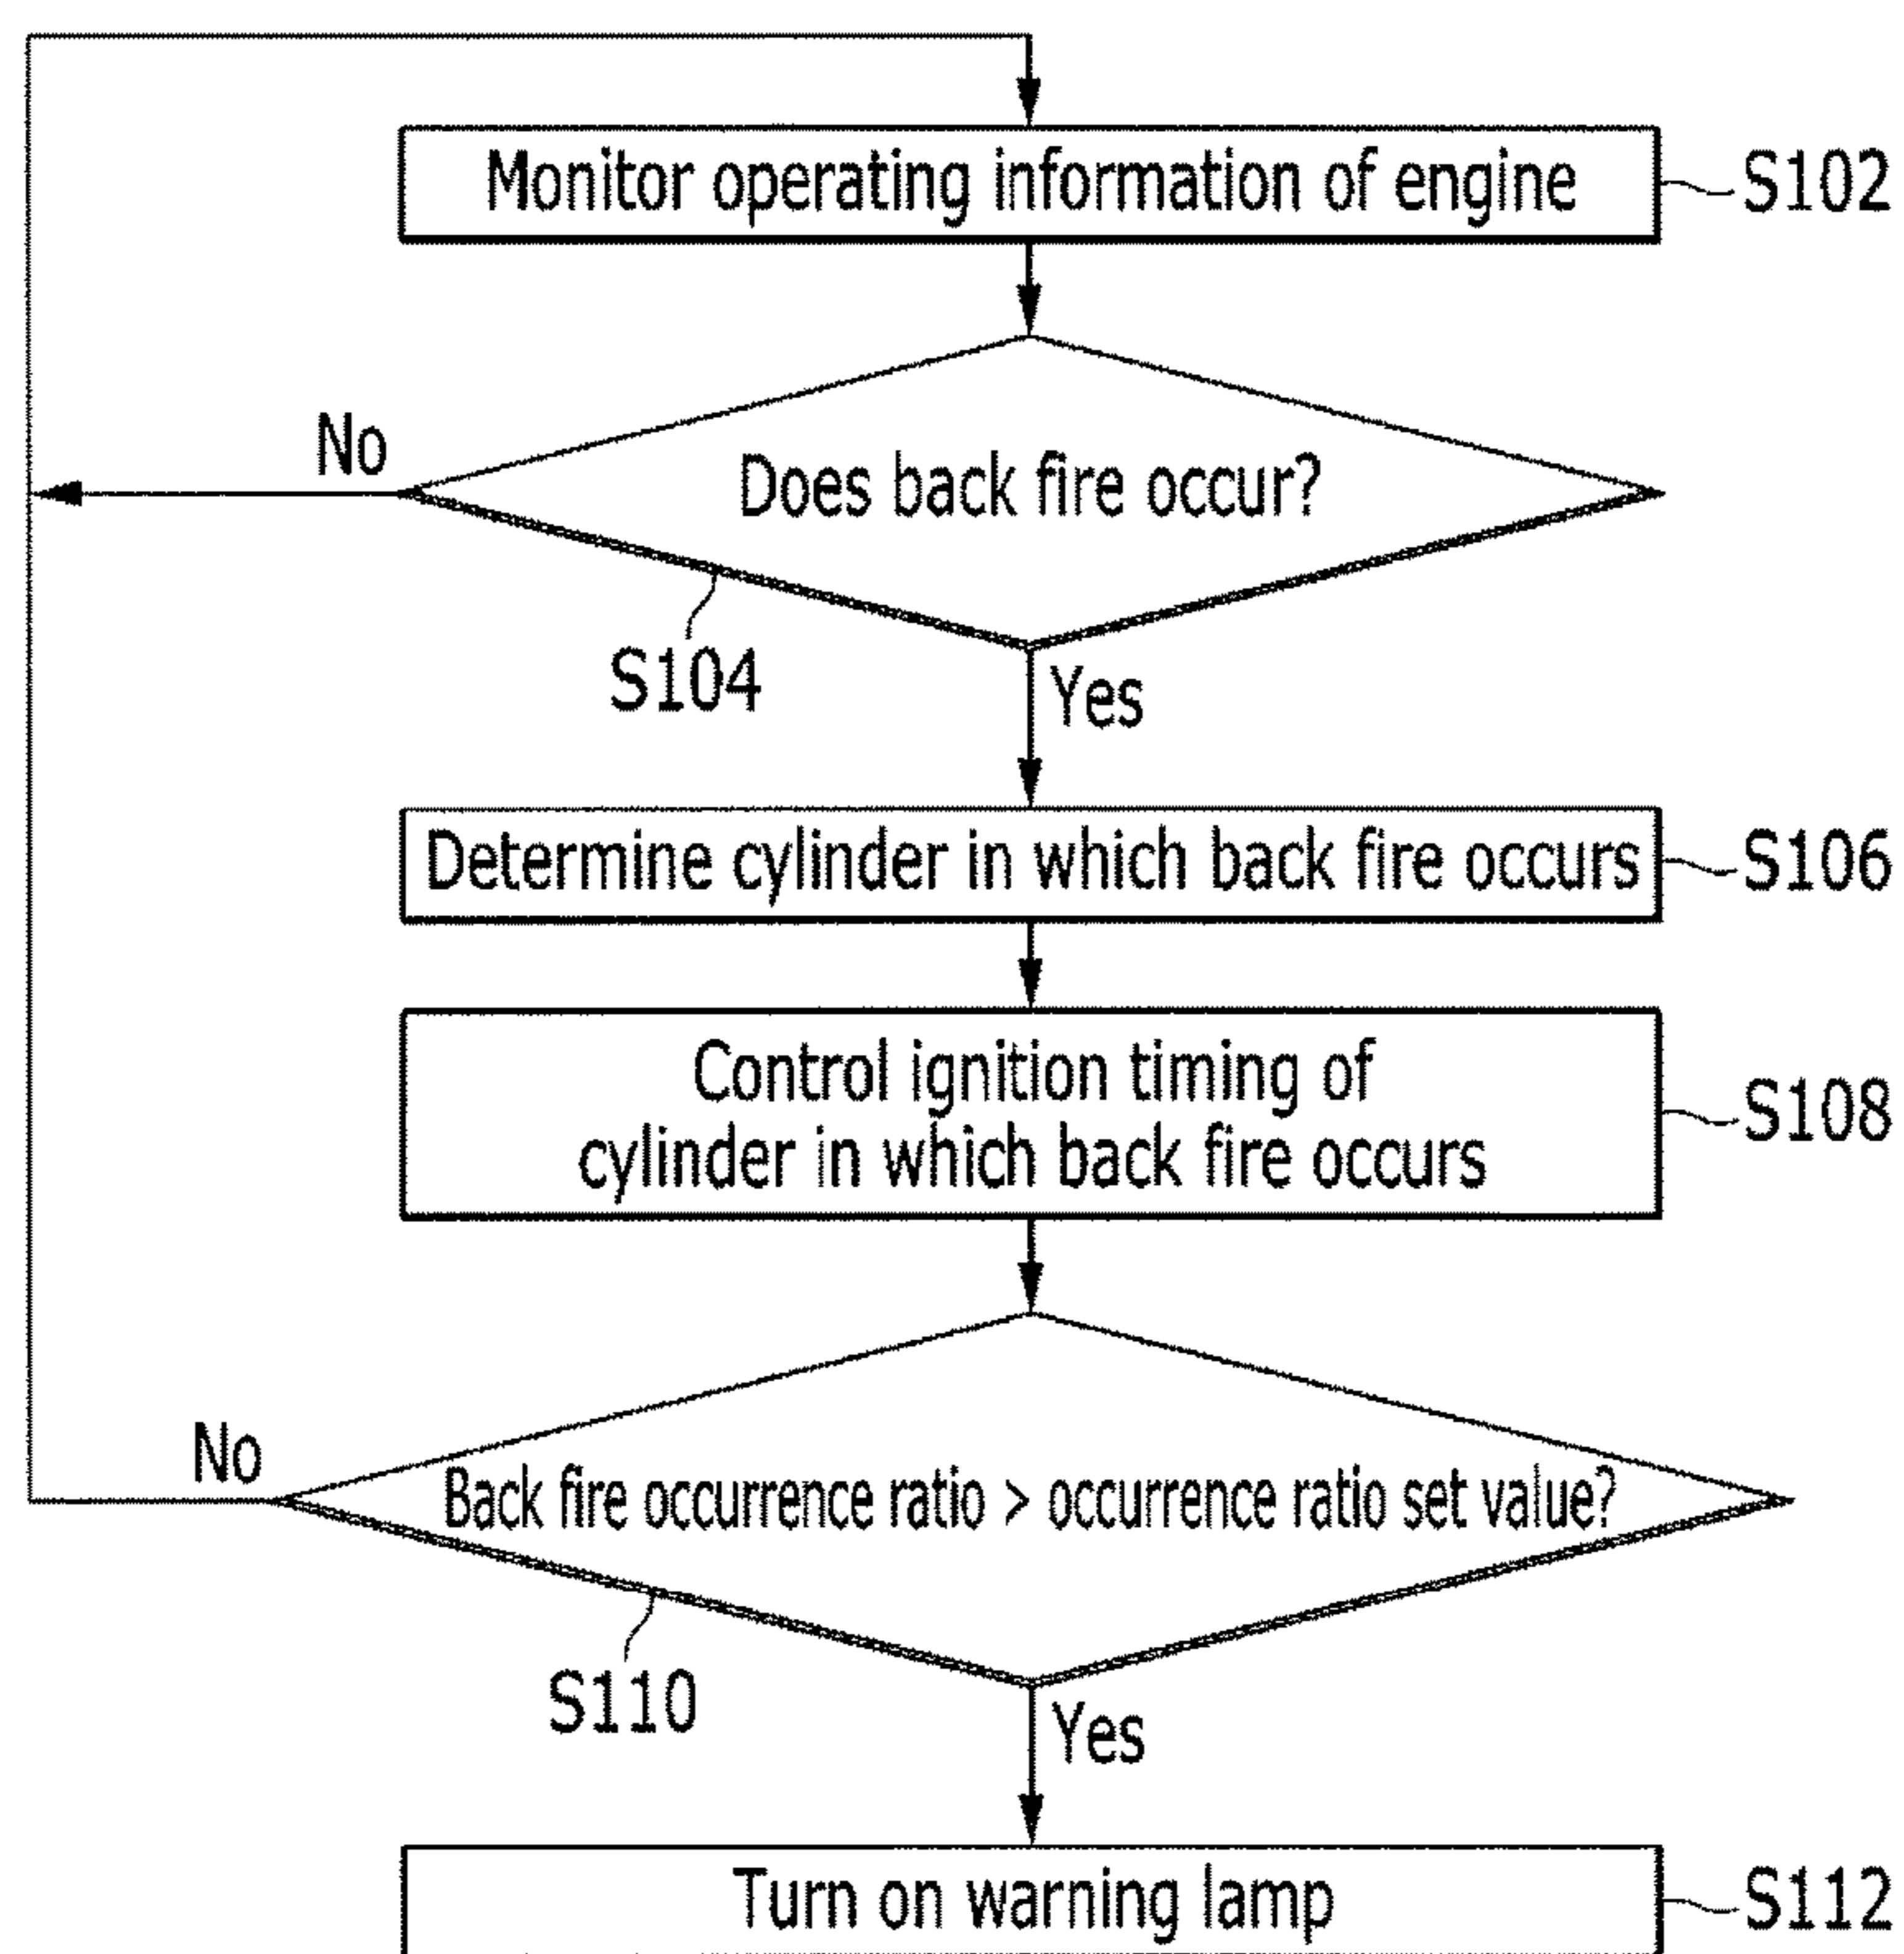 Monitor operating information of engine
S102
No
Does back fire occur?
S104
Yes
Determine cylinder in which back fire occurs
S106
Control ignition timing of
cylinder in which back fire occurs
S108
No
Back fire occurrence ratio > occurrence ratio set value?
S110
Yes
Turn on warning lamp
S112